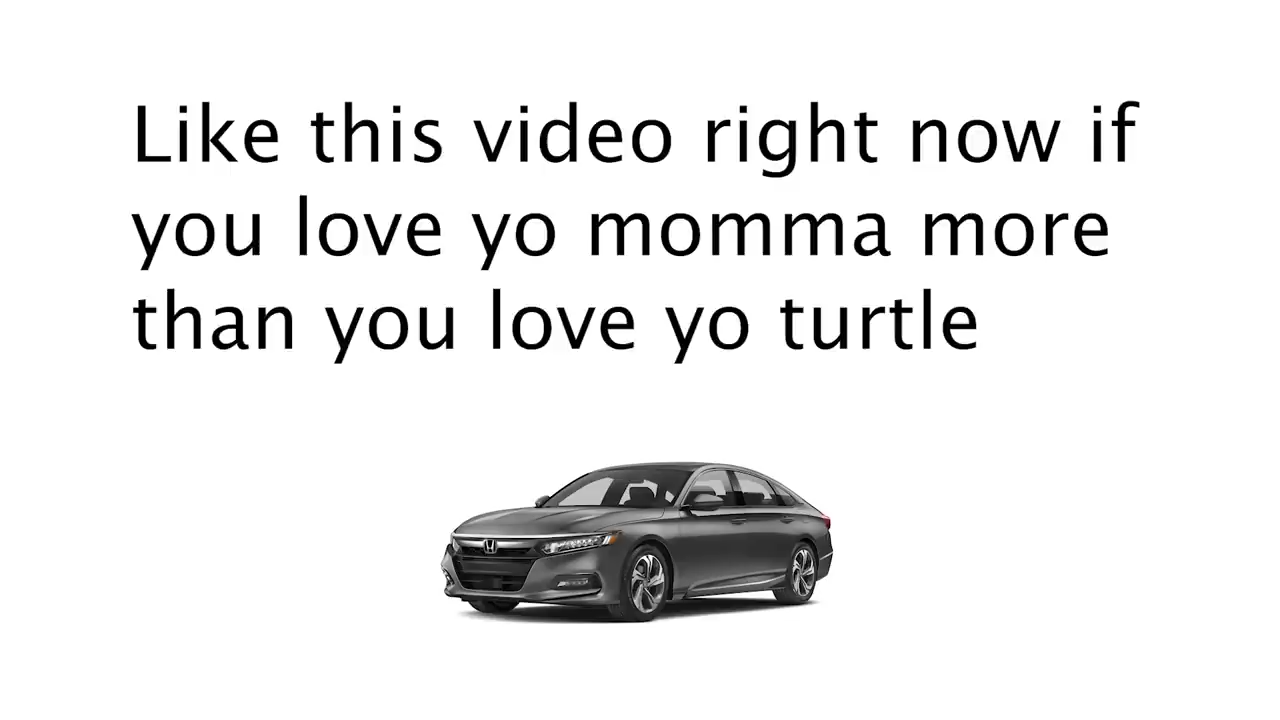 Like this video right now if
you love yo momma more
than you love yo turtle